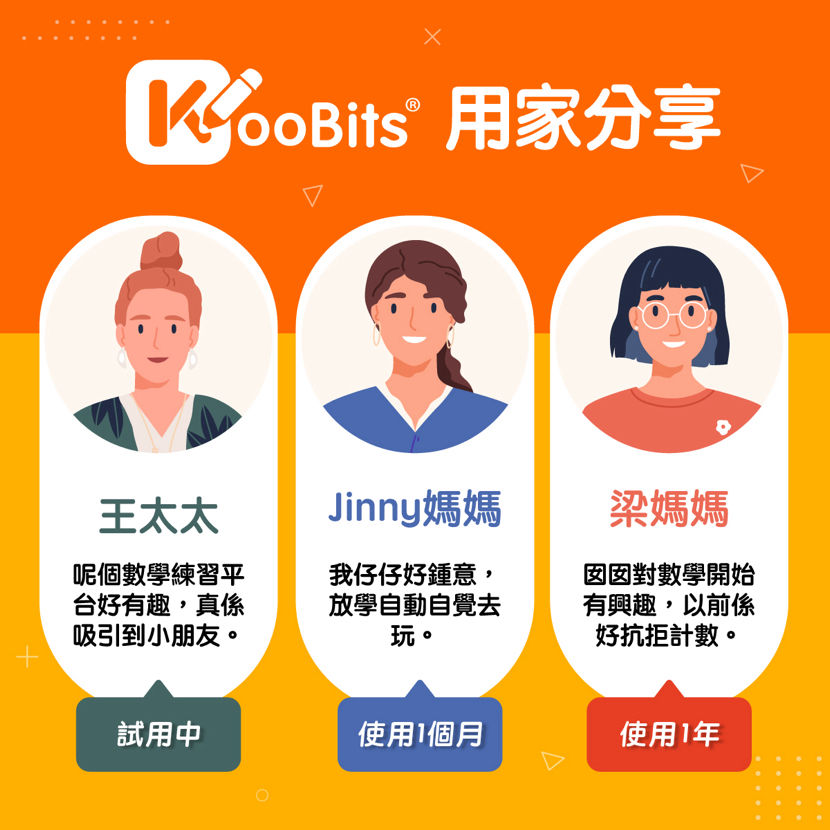 KooBits® 用家分享
王太太
呢個數學練習平
台好有趣，真係
吸引到小朋友。
試用中
Jinny媽媽
我仔仔好鍾意，
放學自動自覺去
玩。
使用1個月
梁媽媽
囡囡對數學開始
有興趣，以前係
好抗拒計數。
使用1年